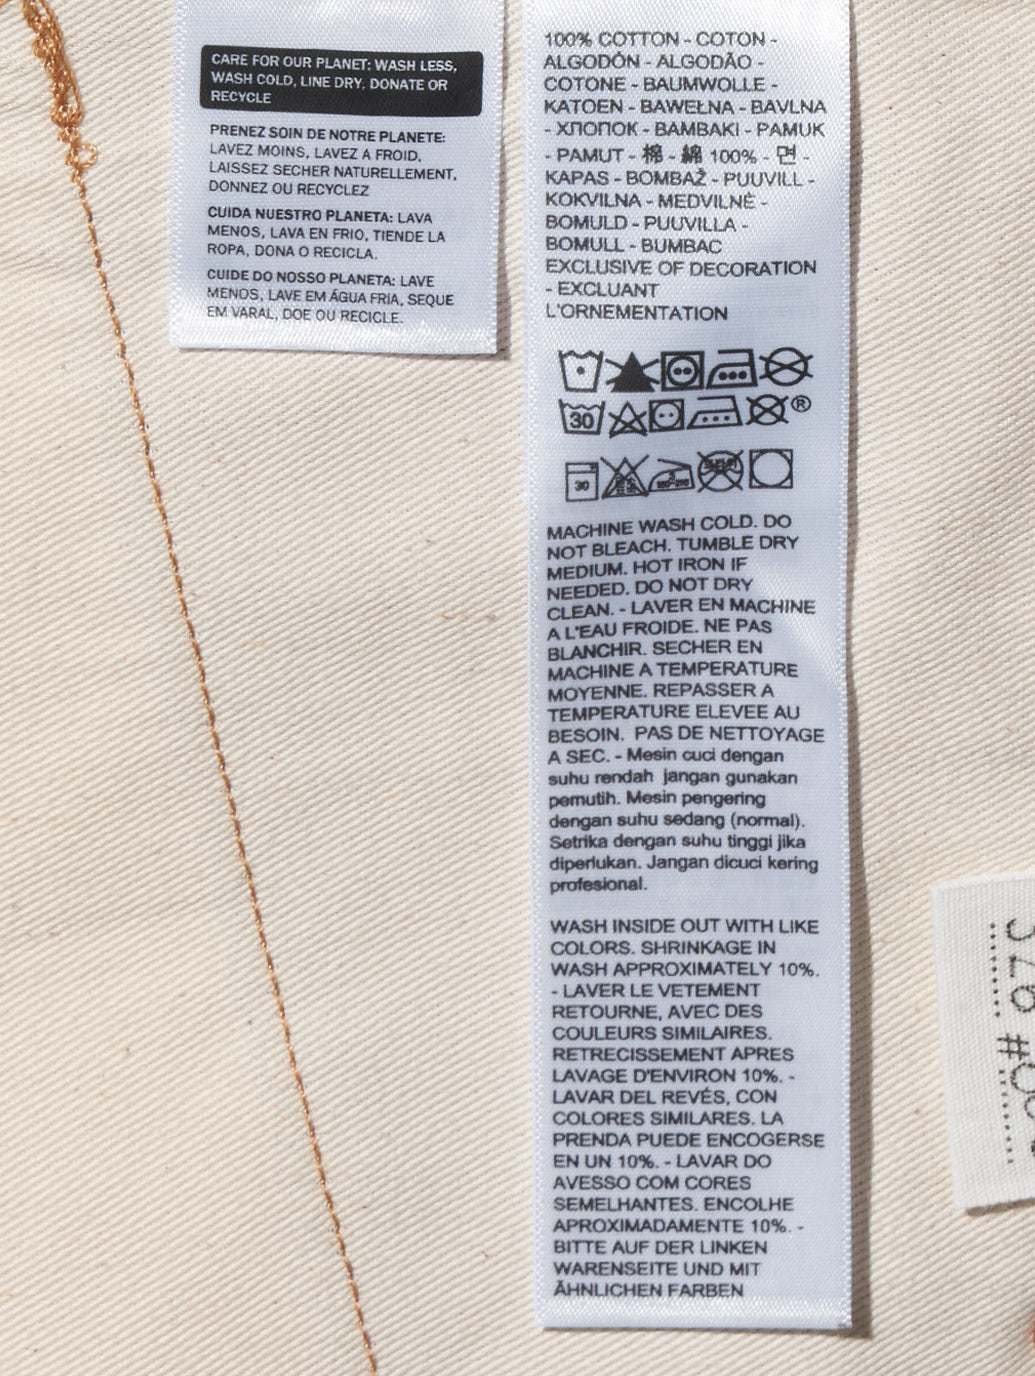 CARE FOR OUR PLANET: WASH LESS,
WASH COLD, LINE DRY, DONATE OR
RECYCLE
PRENEZ SOIN DE NOTRE PLANETE:
LAVEZ MOINS, LAVEZ A FROID,
LAISSEZ SECHER NATURELLEMENT,
DONNEZ OU RECYCLEZ
CUIDA NUESTRO PLANETA: LAVA
MENOS, LAVA EN FRIO, TIENDE LA
ROPA, DONA O RECICLA.
CUIDE DO NOSSO PLANETA: LAVE
MENOS, LAVE EM ÁGUA FRIA, SEQUE
EM VARAL, DOE OU RECICLE.
100% COTTON - COTON -
ALGODÓN - ALGODÃO -
COTONE - BAUMWOLLE -
KATOEN - BAWEŁNA - BAVLNA
- ХЛОПОК - BAMBAKI - PAMUK
- PAMUT - 棉 - 綿 100% - 면 -
KAPAS - BOMBAŽ - PUUVILL -
KOKVILNA - MEDVILNĖ -
BOMULD - PUUVILLA -
BOMULL - BUMBAC
EXCLUSIVE OF DECORATION
- EXCLUANT
L'ORNEMENTATION
30 ®
30
MACHINE WASH COLD. DO
NOT BLEACH. TUMBLE DRY
MEDIUM. HOT IRON IF
NEEDED. DO NOT DRY
CLEAN. - LAVER EN MACHINE
A L'EAU FROIDE. NE PAS
BLANCHIR. SECHER EN
MACHINE A TEMPERATURE
MOYENNE. REPASSER A
TEMPERATURE ELEVEE AU
BESOIN. PAS DE NETTOYAGE
A SEC. - Mesin cuci dengan
suhu rendah jangan gunakan
pemutih. Mesin pengering
dengan suhu sedang (normal).
Setrika dengan suhu tinggi jika
diperlukan. Jangan dicuci kering
profesional.
WASH INSIDE OUT WITH LIKE
COLORS. SHRINKAGE IN
WASH APPROXIMATELY 10%.
- LAVER LE VETEMENT
RETOURNE, AVEC DES
COULEURS SIMILAIRES.
RETRECISSEMENT APRES
LAVAGE D'ENVIRON 10%. -
LAVAR DEL REVÉS, CON
COLORES SIMILARES. LA
PRENDA PUEDE ENCOGERSE
EN UN 10%. - LAVAR DO
AVESSO COM CORES
SEMELHANTES. ENCOLHE
APROXIMADAMENTE 10%. -
BITTE AUF DER LINKEN
WARENSEITE UND MIT
ÄHNLICHEN FARBEN